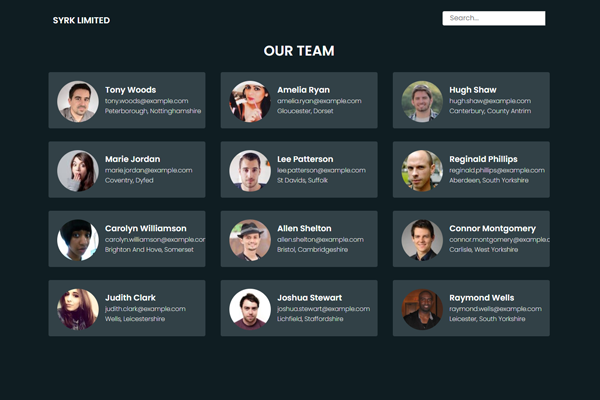 SYRK LIMITED
Search...
OUR TEAM
Tony Woods
tony.woods@example.com
Peterborough, Nottinghamshire
Amelia Ryan
amelia.ryan@example.com
Gloucester, Dorset
Hugh Shaw
hugh.shaw@example.com
Canterbury, County Antrim
Marie Jordan
marie.jordan@example.com
Coventry, Dyfed
Lee Patterson
lee.patterson@example.com
St Davids, Suffolk
Reginald Phillips
reginald.phillips@example.com
Aberdeen, South Yorkshire
Carolyn Williamson
carolyn.williamson@example.com
Brighton And Hove, Somerset
Allen Shelton
allen.shelton@example.com
Bristol, Cambridgeshire
Connor Montgomery
connor.montgomery@example.c
Carlisle, West Yorkshire
Judith Clark
judith.clark@example.com
Wells, Leicestershire
Joshua Stewart
joshua.stewart@example.com
Lichfield, Staffordshire
Raymond Wells
raymond.wells@example.com
Leicester, South Yorkshire